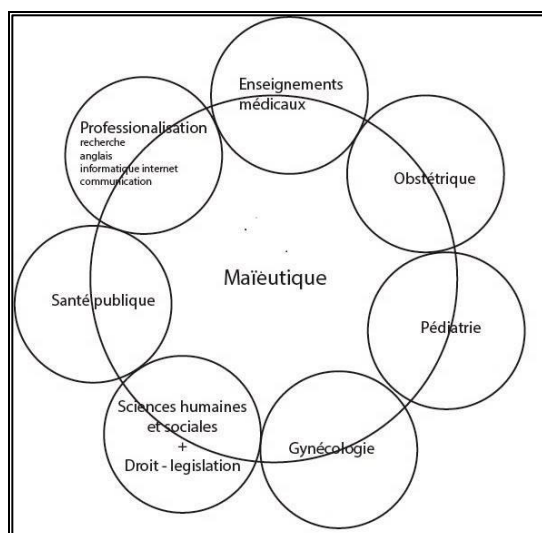 Enseignements
médicaux
Professionalisation
recherche
anglais
informatique internet
communication
Obstétrique
Maïeutique
Santé publique
Pédiatrie
Sciences humaines
et sociales
+
Droit - legislation
Gynécologie